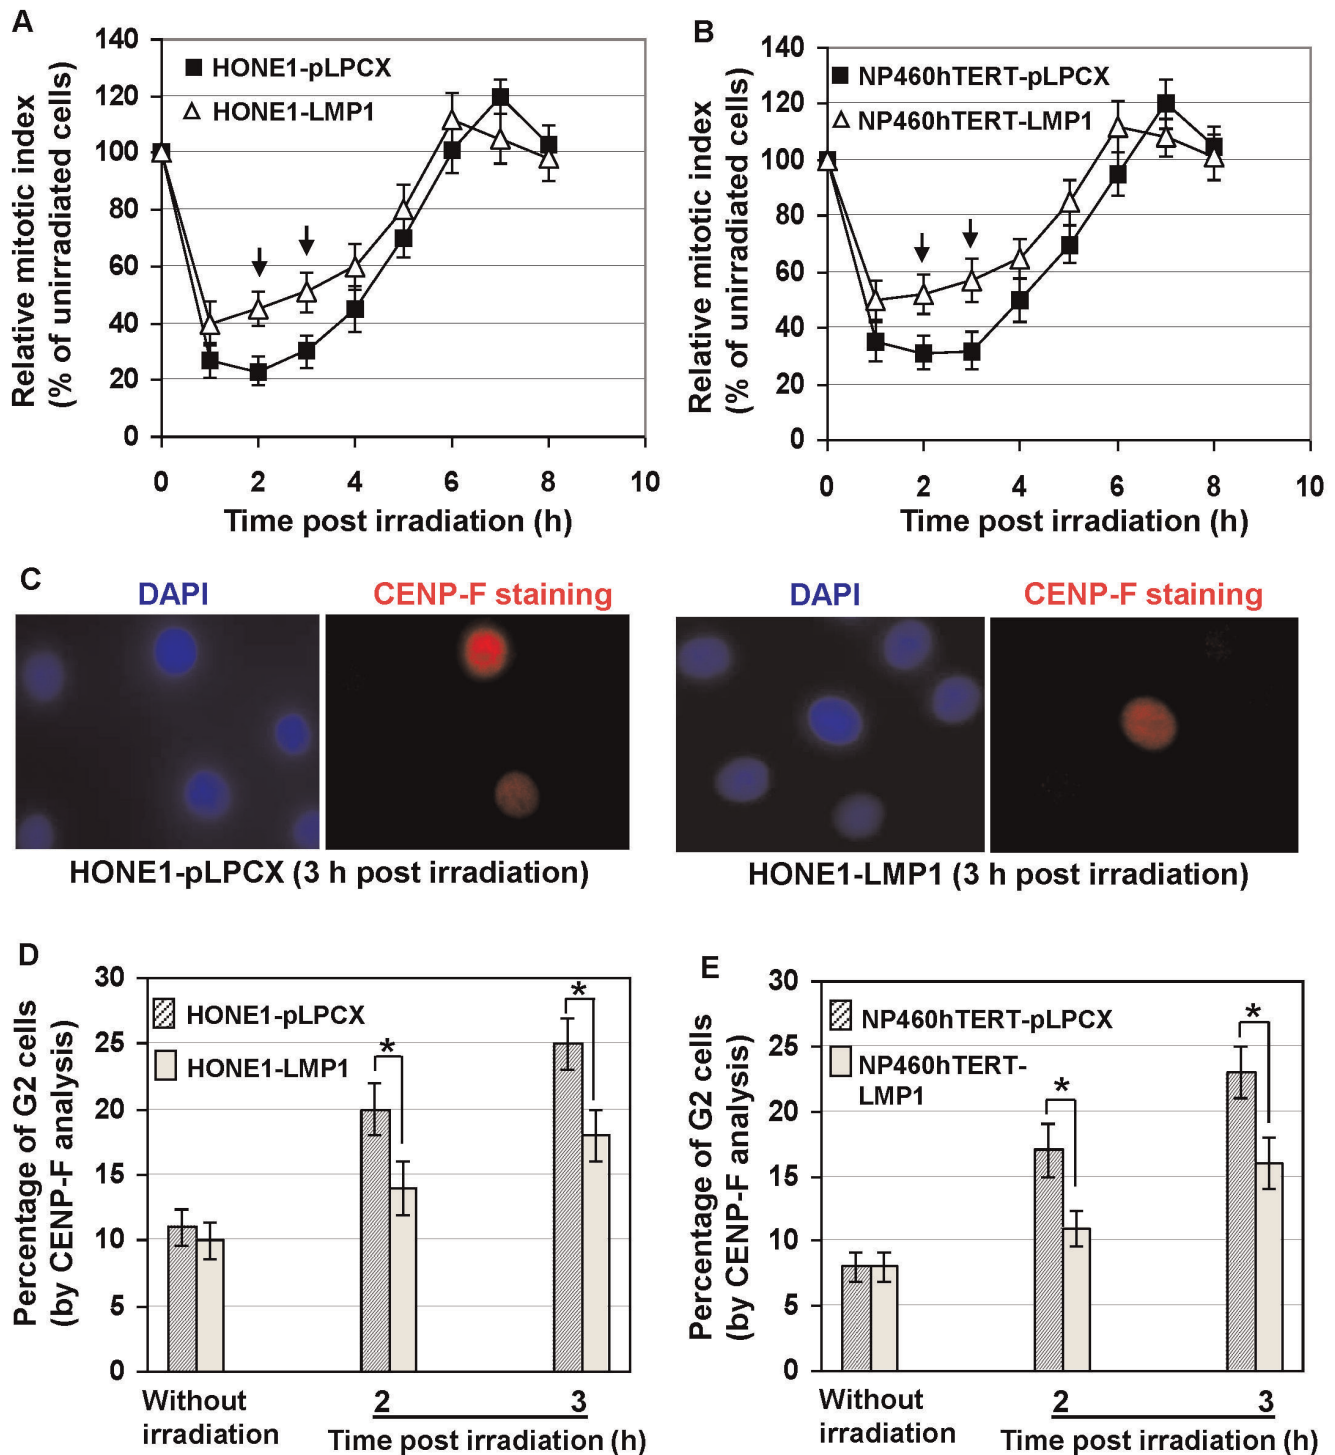 A
140
120
100
80
60
40
20
0
Relative mitotic index
(% of unirradiated cells)
HONE1-pLPCX
HONE1-LMP1
0 2 4 6 8 10
Time post irradiation (h)
B
140
120
100
80
60
40
20
0
Relative mitotic index
(% of unirradiated cells)
NP460hTERT-pLPCX
NP460hTERT-LMP1
0 2 4 6 8 10
Time post irradiation (h)
C
DAPI
CENP-F staining
DAPI
CENP-F staining
HONE1-pLPCX (3 h post irradiation)
HONE1-LMP1 (3 h post irradiation)
D
30
25
20
15
10
5
0
Percentage of G2 cells
(by CENP-F analysis)
HONE1-pLPCX
HONE1-LMP1
*
*
Without
irradiation
2 3
Time post irradiation (h)
E
30
25
20
15
10
5
0
Percentage of G2 cells
(by CENP-F analysis)
NP460hTERT-pLPCX
NP460hTERT-
LMP1
*
*
Without
irradiation
2 3
Time post irradiation (h)